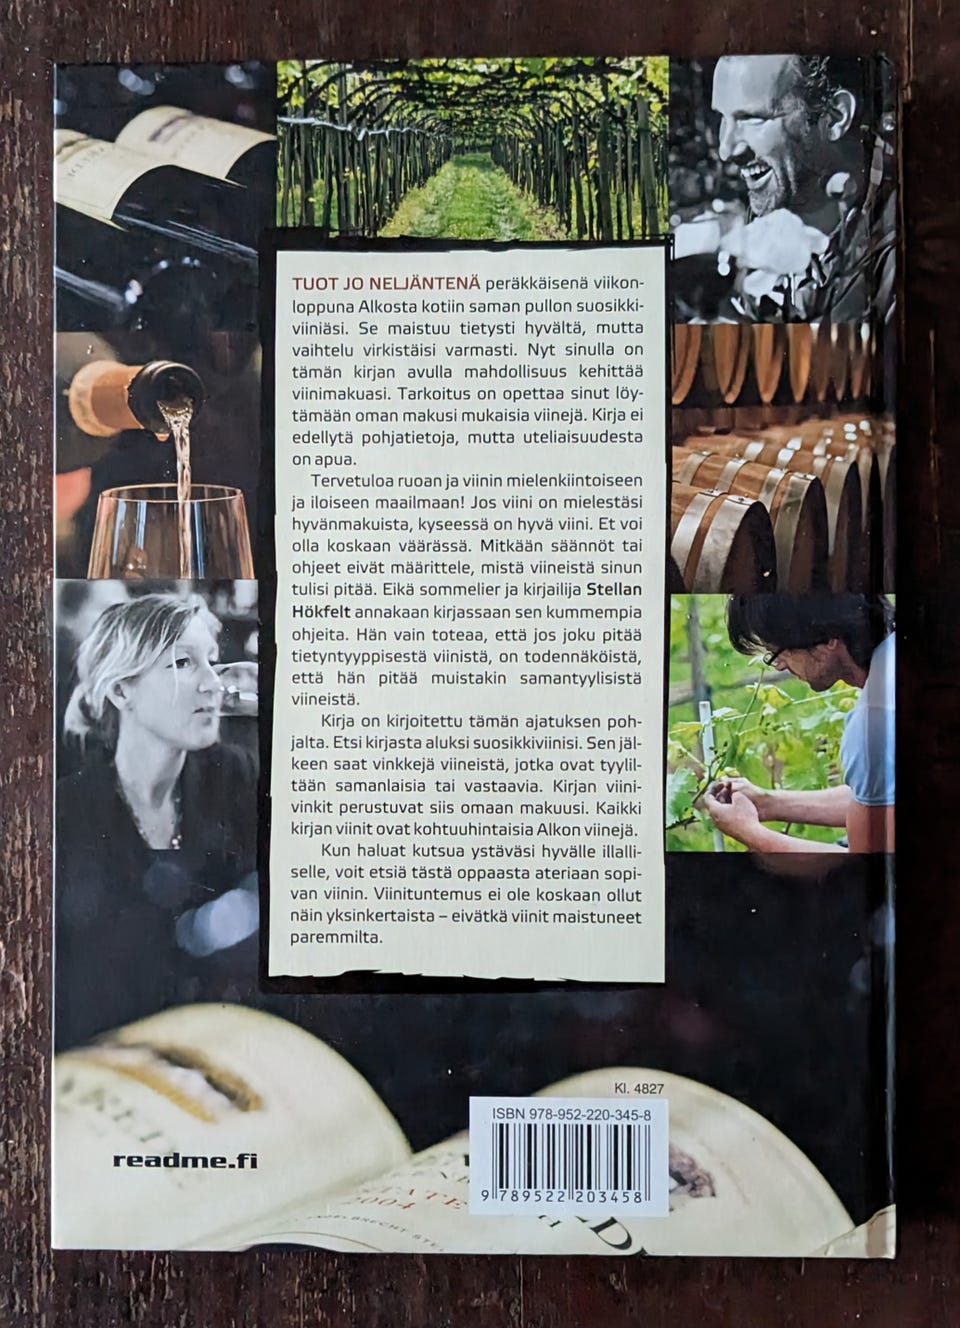 TUOT JO NELJÄNTENÄ peräkkäisenä viikon-
loppuna Alkosta kotiin saman pullon suosikki-
viiniäsi. Se maistuu tietysti hyvältä, mutta
vaihtelu virkistäisi varmasti. Nyt sinulla on
tämän kirjan avulla mahdollisuus kehittää
viinimakuasi. Tarkoitus on opettaa sinut löy-
tämään oman makusi mukaisia viinejä. Kirja ei
edellytä pohjatietoja, mutta uteliaisuudesta
on apua.
Tervetuloa ruoan ja viinin mielenkiintoiseen
ja iloiseen maailmaan! Jos viini on mielestäsi
hyvänmakuista, kyseessä on hyvä viini. Et voi
olla koskaan väärässä. Mitkään säännöt tai
ohjeet eivät määrittele, mistä viineistä sinun
tulisi pitää. Eikä sommelier ja kirjailija Stellan
Hökfelt annakaan kirjassaan sen kummempia
ohjeita. Hän vain toteaa, että jos joku pitää
tietyntyyppisestä viinistä, on todennäköistä,
että hän pitää muistakin samantyylisistä
viineistä.
Kirja on kirjoitettu tämän ajatuksen poh-
jalta. Etsi kirjasta aluksi suosikkiviinisi. Sen jäl-
keen saat vinkkejä viineistä, jotka ovat tyylil-
tään samanlaisia tai vastaavia. Kirjan viini-
vinkit perustuvat siis omaan makuusi. Kaikki
kirjan viinit ovat kohtuuhintaisia Alkon viinejä.
Kun haluat kutsua ystäväsi hyvälle illalli-
selle, voit etsiä tästä oppaasta ateriaan sopi-
van viinin. Viinituntemus ei ole koskaan ollut
näin yksinkertaista – eivätkä viinit maistuneet
paremmilta.
Kl. 4827
ISBN 978-952-220-345-8
9 789522 203458
readme.fi
2004